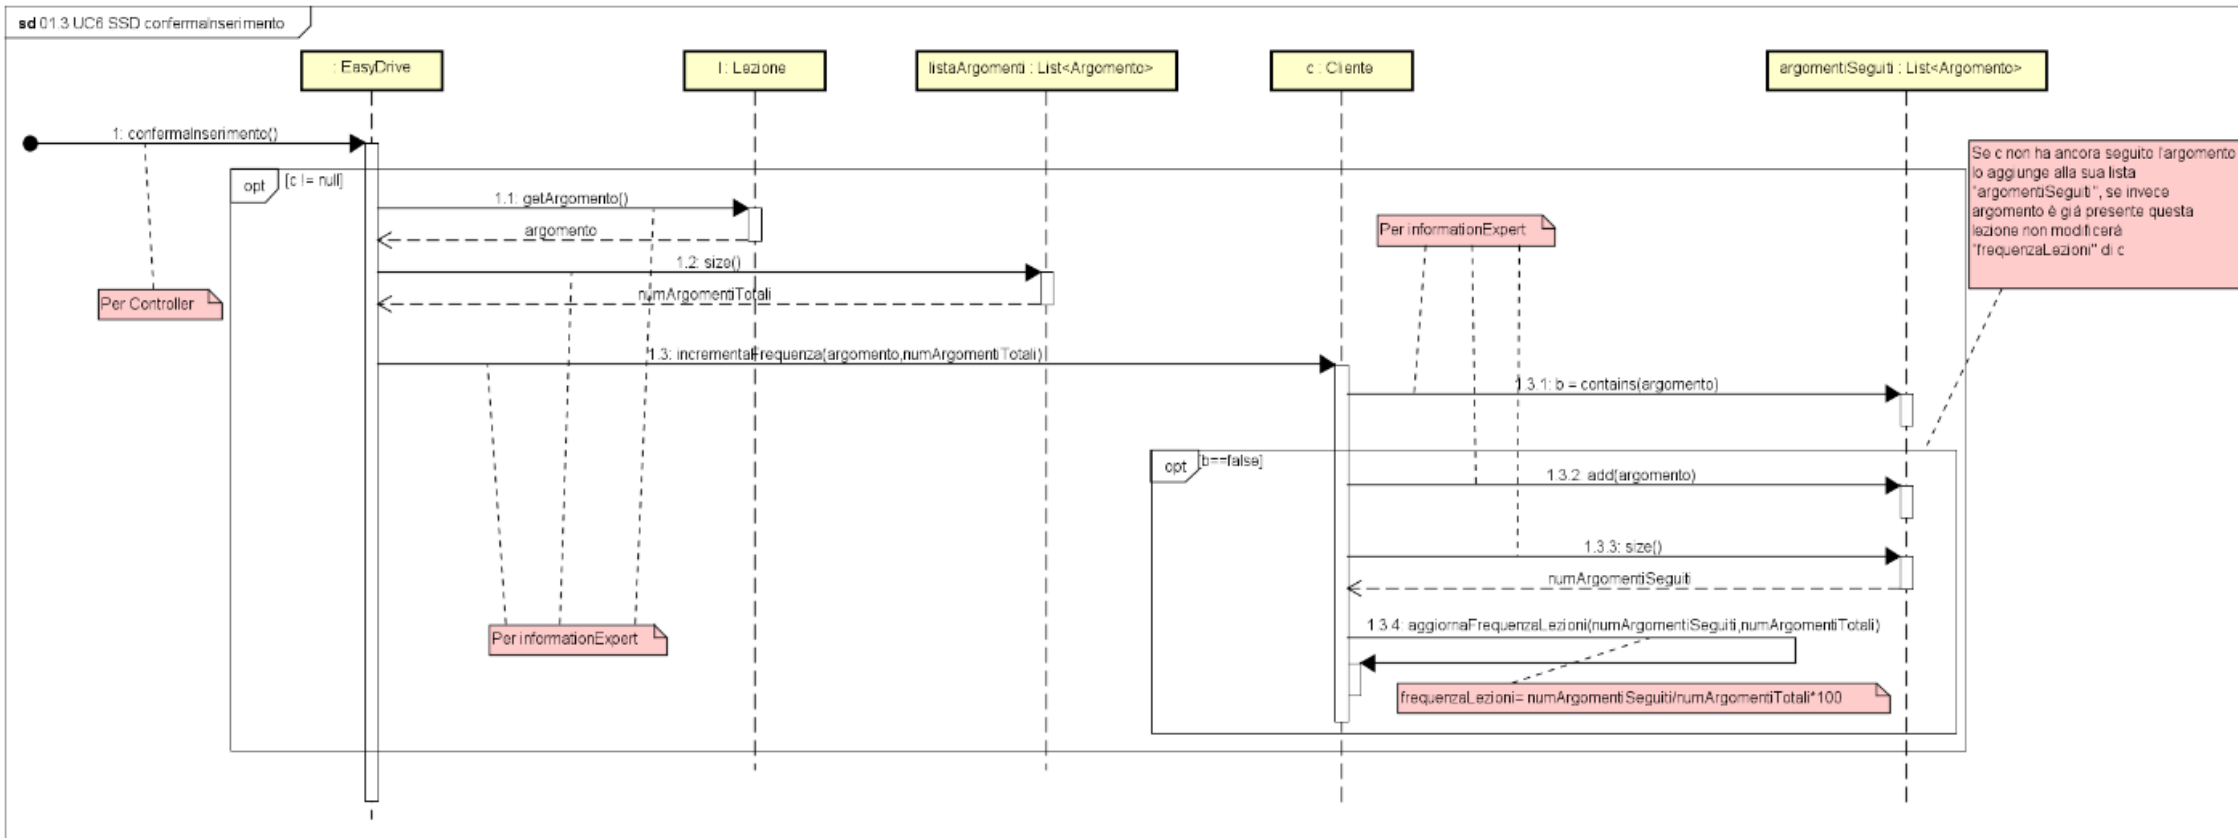 sd 01.3 UC6 SSD confermaInserimento
: EasyDrive
l : Lezione
listaArgomenti : List<Argomento>
c : Cliente
argomentiSeguiti : List<Argomento>
1: confermaInserimento()
Se c non ha ancora seguito l'argomento
lo aggiunge alla sua lista
"argomentiSeguiti", se invece
argomento è già presente questa
lezione non modificerà
"frequenzaLezioni" di c
opt [c != null]
1.1: getArgomento()
argomento
Per informationExpert
1.2: size()
numArgomentiTotali
Per Controller
1.3: incrementaFrequenza(argomento,numArgomentiTotali)
1.3.1: b = contains(argomento)
opt [b==false]
1.3.2: add(argomento)
1.3.3: size()
numArgomentiSeguiti
1.3.4: aggiornaFrequenzaLezioni(numArgomentiSeguiti,numArgomentiTotali)
Per informationExpert
frequenzaLezioni= numArgomentiSeguiti/numArgomentiTotali*100